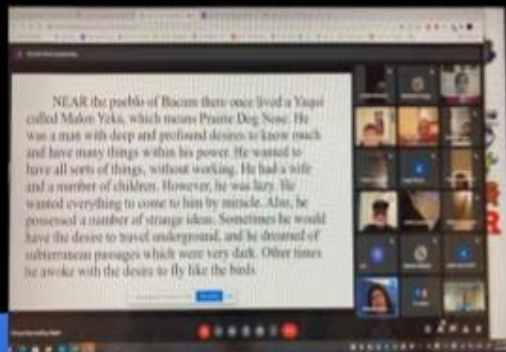 NEAR the pueblo of Bacum there once lived a Yaqui
called Malon Yeka, which means Prairie Dog Nose. He
was a man with deep and profound desires to know much
and have many things within his power. He wanted to
have all sorts of things, without working. He had a wife
and a number of children. However, he was lazy. He
wanted everything to come to him by miracle. Also, he
possessed a number of strange ideas. Sometimes he would
have the desire to travel underground, and he dreamed of
subterranean passages which were very dark. Other times
he awoke with the desire to fly like the birds